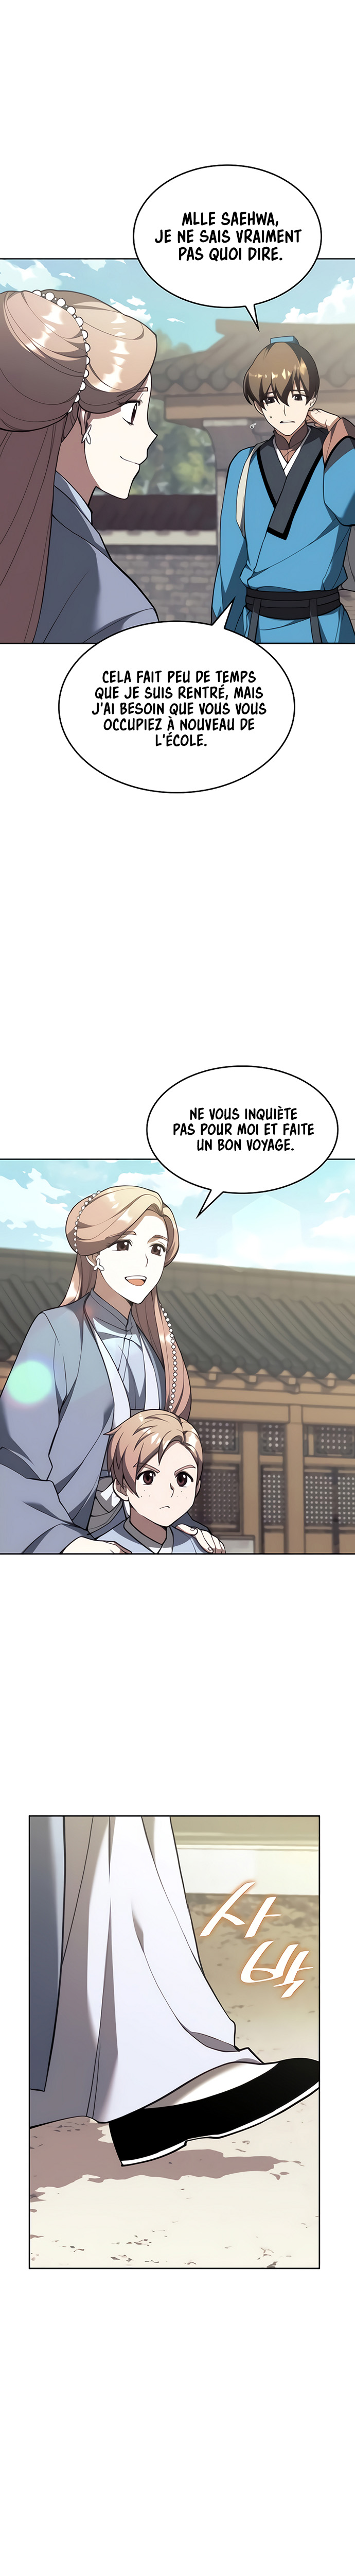 MLLE SAEHWA,
JE NE SAIS VRAIMENT
PAS QUOI DIRE.
CELA FAIT PEU DE TEMPS
QUE JE SUIS RENTRÉ, MAIS
J'AI BESOIN QUE VOUS VOUS
OCCUPIEZ À NOUVEAU DE
L'ÉCOLE.
NE VOUS INQUIÈTE
PAS POUR MOI ET FAITE
UN BON VOYAGE.
사
박